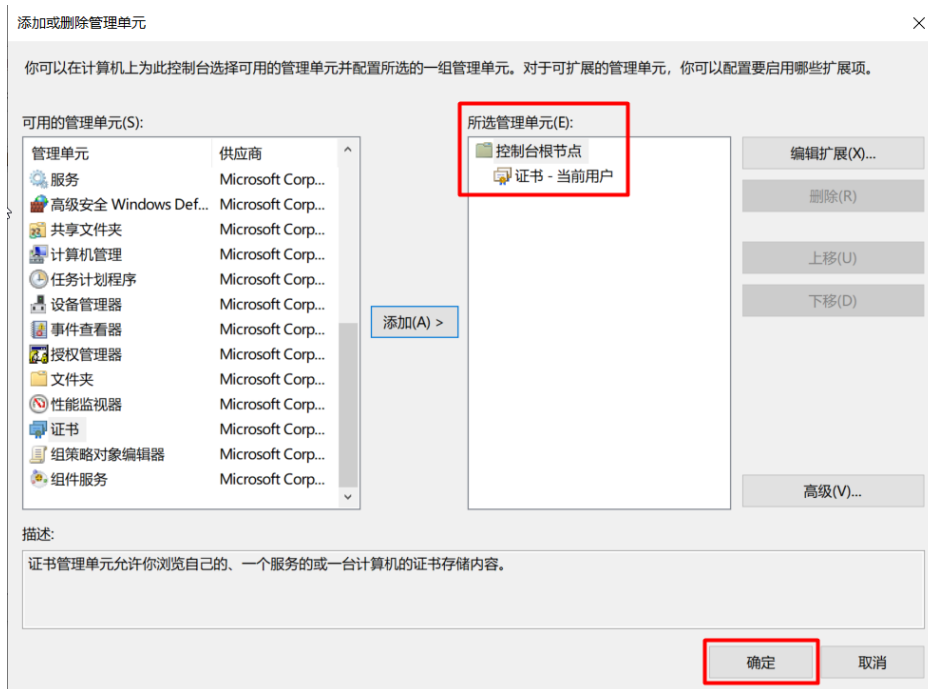 添加或删除管理单元
你可以在计算机上为此控制台选择可用的管理单元并配置所选的一组管理单元。对于可扩展的管理单元，你可以配置要启用哪些扩展项。
可用的管理单元(S):
管理单元 供应商
服务 Microsoft Corp...
高级安全 Windows Def... Microsoft Corp...
共享文件夹 Microsoft Corp...
计算机管理 Microsoft Corp...
任务计划程序 Microsoft Corp...
设备管理器 Microsoft Corp...
事件查看器 Microsoft Corp...
授权管理器 Microsoft Corp...
文件夹 Microsoft Corp...
性能监视器 Microsoft Corp...
证书 Microsoft Corp...
组策略对象编辑器 Microsoft Corp...
组件服务 Microsoft Corp...
添加(A) >
所选管理单元(E):
控制台根节点
证书 - 当前用户
编辑扩展(X)...
删除(R)
上移(U)
下移(D)
高级(V)...
描述:
证书管理单元允许你浏览自己的、一个服务的或一台计算机的证书存储内容。
确定 取消